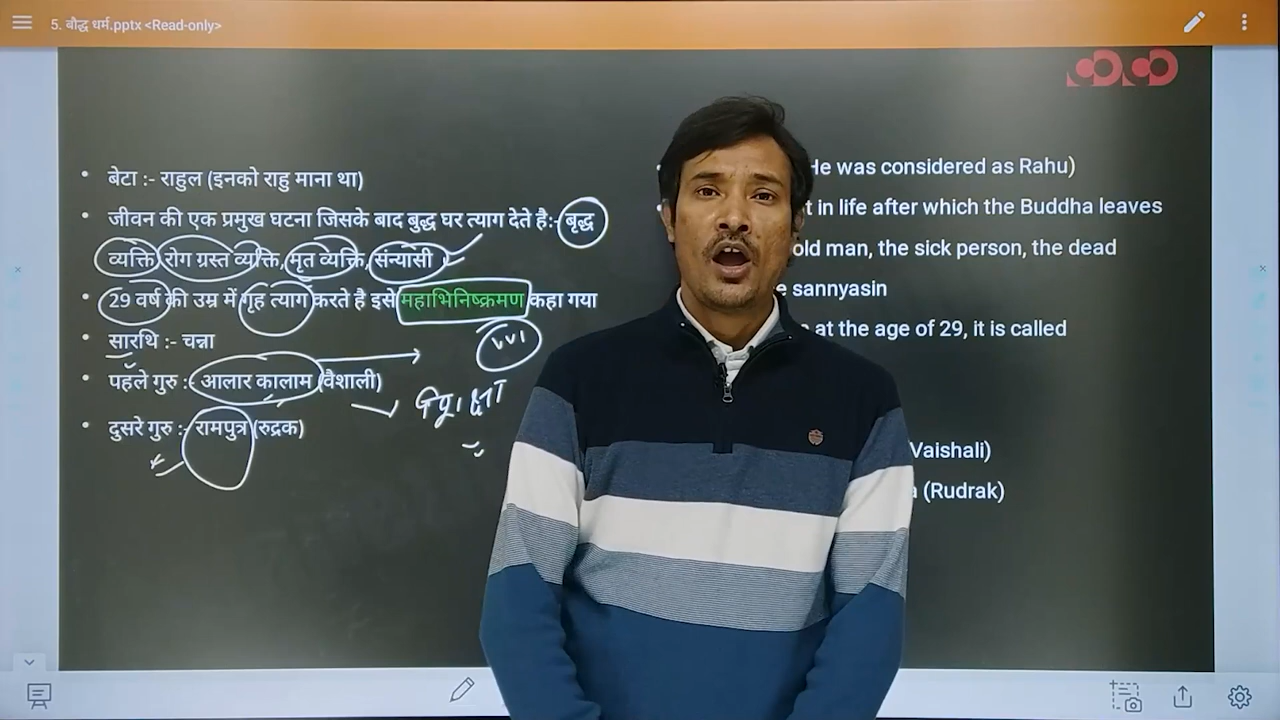 5. बौद्ध धर्म.pptx <Read-only>
• बेटा :- राहुल (इनको राहु माना था)
• जीवन की एक प्रमुख घटना जिसके बाद बुद्ध घर त्याग देते है:- बृद्ध
व्यक्ति, रोग ग्रस्त व्यक्ति, मृत व्यक्ति, संन्यासी
• 29 वर्ष की उम्र में गृह त्याग करते है इसे महाभिनिष्क्रमण कहा गया
• सारथि :- चन्ना
• पहले गुरु :- आलार कालाम (वैशाली)
• दुसरे गुरु :- रामपुत्र (रुद्रक)
VVI
शिक्षा
He was considered as Rahu)
t in life after which the Buddha leaves
old man, the sick person, the dead
e sannyasin
at the age of 29, it is called
Vaishali)
(Rudrak)